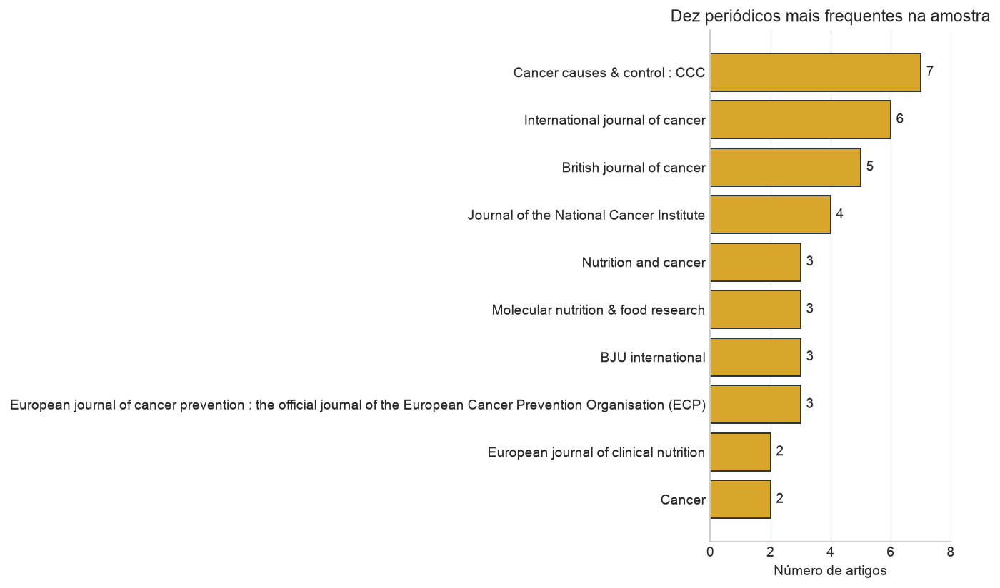 Dez periódicos mais frequentes na amostra
Cancer causes & control : CCC
7
International journal of cancer
6
British journal of cancer
5
Journal of the National Cancer Institute
4
Nutrition and cancer
3
Molecular nutrition & food research
3
BJU international
3
European journal of cancer prevention : the official journal of the European Cancer Prevention Organisation (ECP)
3
European journal of clinical nutrition
2
Cancer
2
0 2 4 6 8
Número de artigos